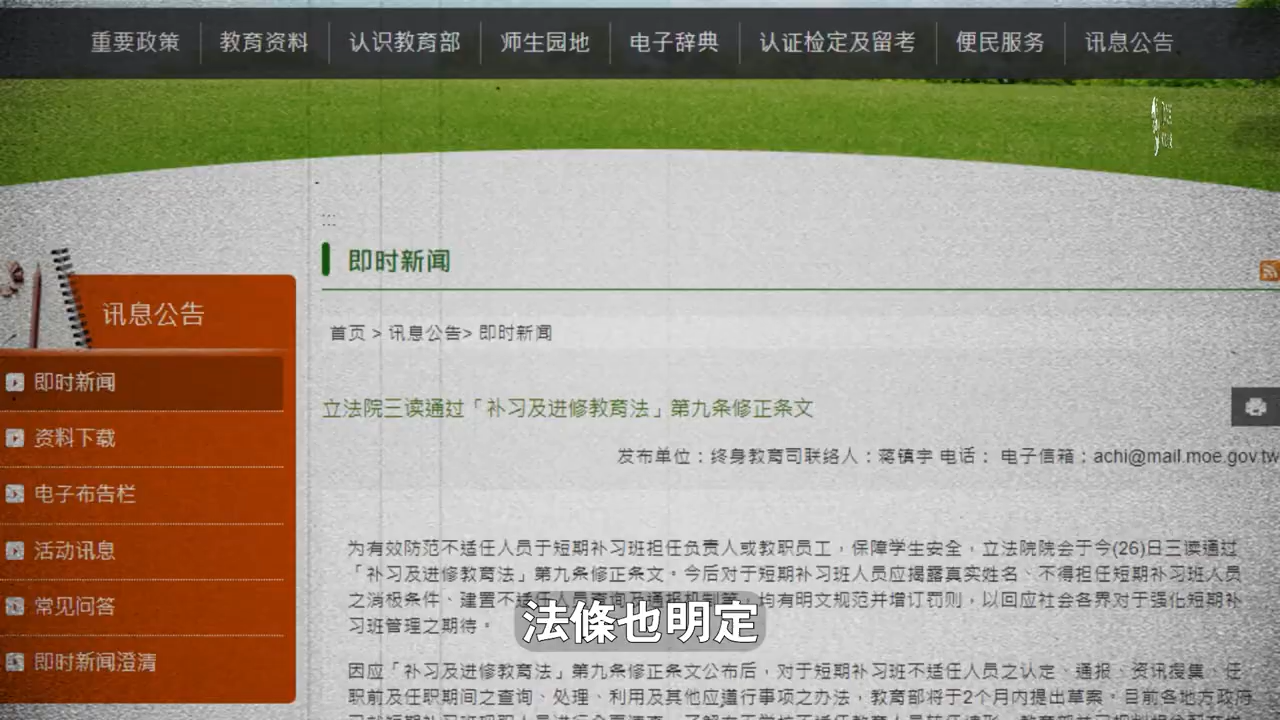 重要政策 教育资料 认识教育部 师生园地 电子辞典 认证检定及留考 便民服务 讯息公告
:::
即时新闻
讯息公告
首页 > 讯息公告> 即时新闻
即时新闻
资料下载
电子布告栏
活动讯息
常见问答
即时新闻澄清
立法院三读通过「补习及进修教育法」第九条修正条文
发布单位：终身教育司联络人：蒋镇宇 电话： 电子信箱：achi@mail.moe.gov.tw
为有效防范不适任人员于短期补习班担任负责人或教职员工，保障学生安全，立法院院会于今(26)日三读通过
「补习及进修教育法」第九条修正条文。今后对于短期补习班人员应揭露真实姓名、不得担任短期补习班人员
之消极条件、建置不适任人员查询及通报机制等，均有明文规范并增订罚则，以回应社会各界对于强化短期补
习班管理之期待。
法條也明定
因应「补习及进修教育法」第九条修正条文公布后，对于短期补习班不适任人员之认定、通报、资讯搜集、任
职前及任职期间之查询、处理、利用及其他应遵行事项之办法，教育部将于2个月内提出草案。目前各地方政府